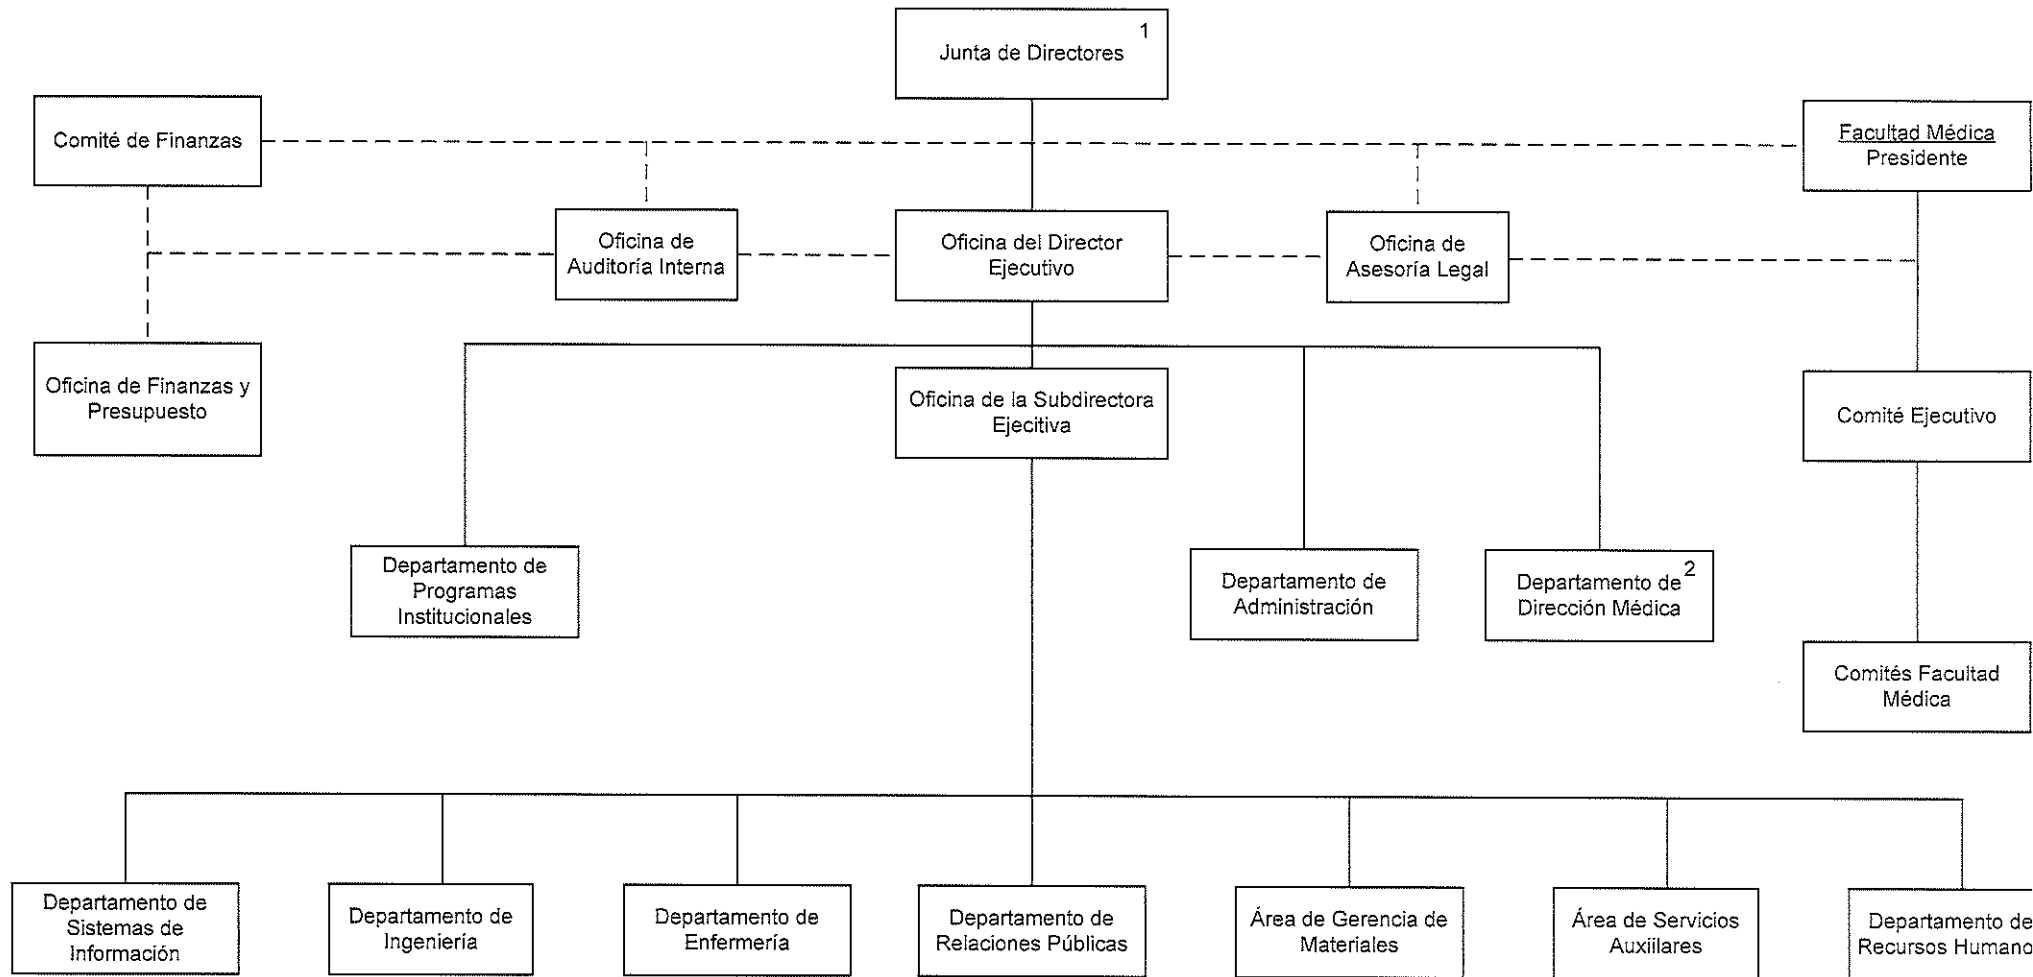 Junta de Directores
1
Comité de Finanzas
Facultad Médica
Presidente
Oficina de
Auditoría Interna
Oficina del Director
Ejecutivo
Oficina de
Asesoría Legal
Oficina de Finanzas y
Presupuesto
Oficina de la Subdirectora
Ejecitiva
Comité Ejecutivo
Departamento de
Programas
Institucionales
Departamento de
Administración
Departamento de 2
Dirección Médica
Comités Facultad
Médica
Departamento de
Sistemas de
Información
Departamento de
Ingeniería
Departamento de
Enfermería
Departamento de
Relaciones Públicas
Área de Gerencia de
Materiales
Área de Servicios
Auxiilares
Departamento de
Recursos Humano